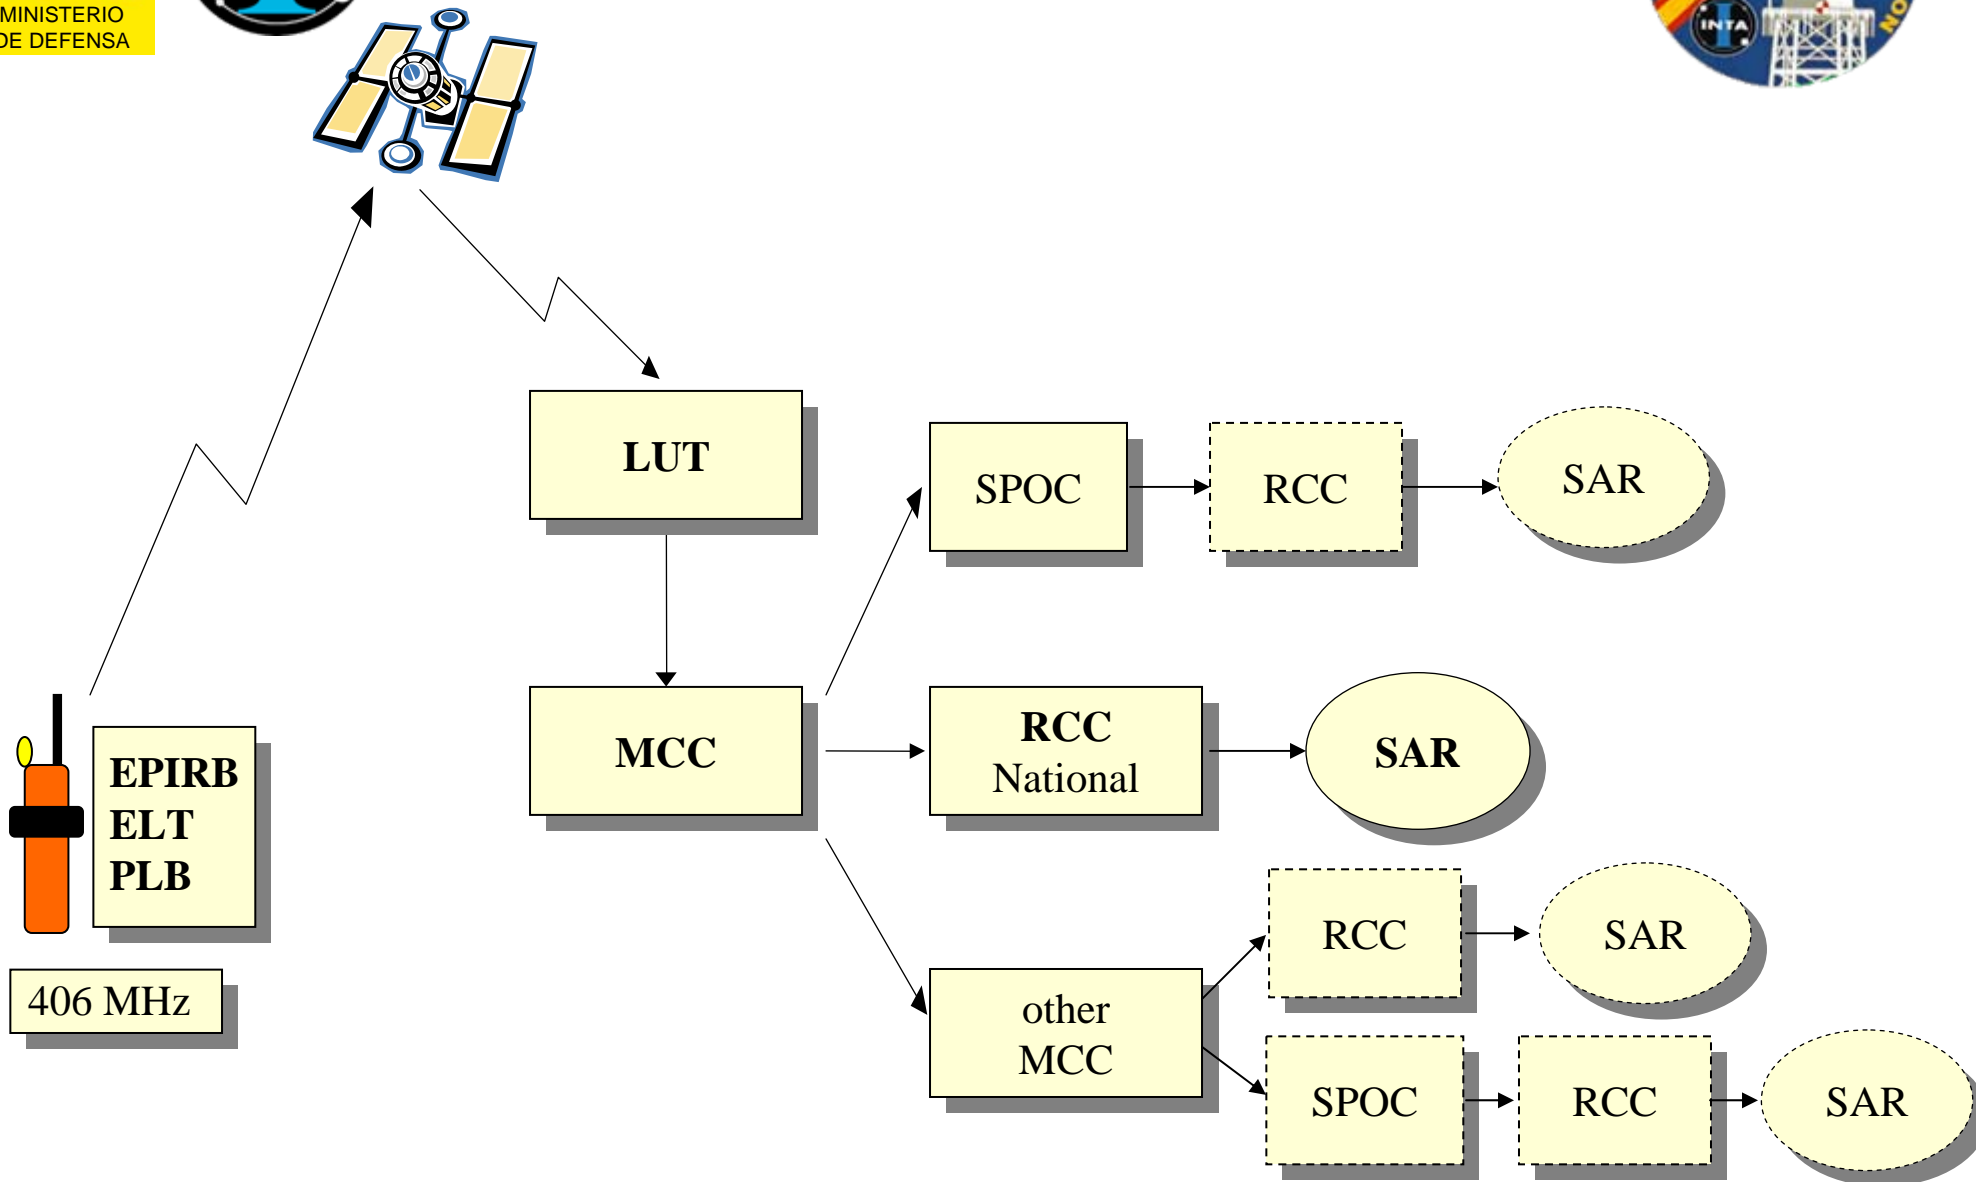 MINISTERIO
DE DEFENSA
INTA
LUT
SPOC
RCC
SAR
MCC
RCC
National
SAR
EPIRB
ELT
PLB
406 MHz
other
MCC
RCC
SAR
SPOC
RCC
SAR